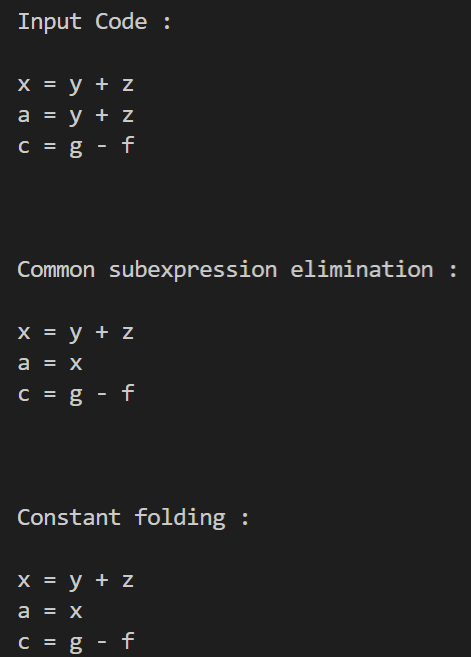 Input Code :
x = y + z
a = y + z
c = g - f
Common subexpression elimination :
x = y + z
a = x
c = g - f
Constant folding :
x = y + z
a = x
c = g - f